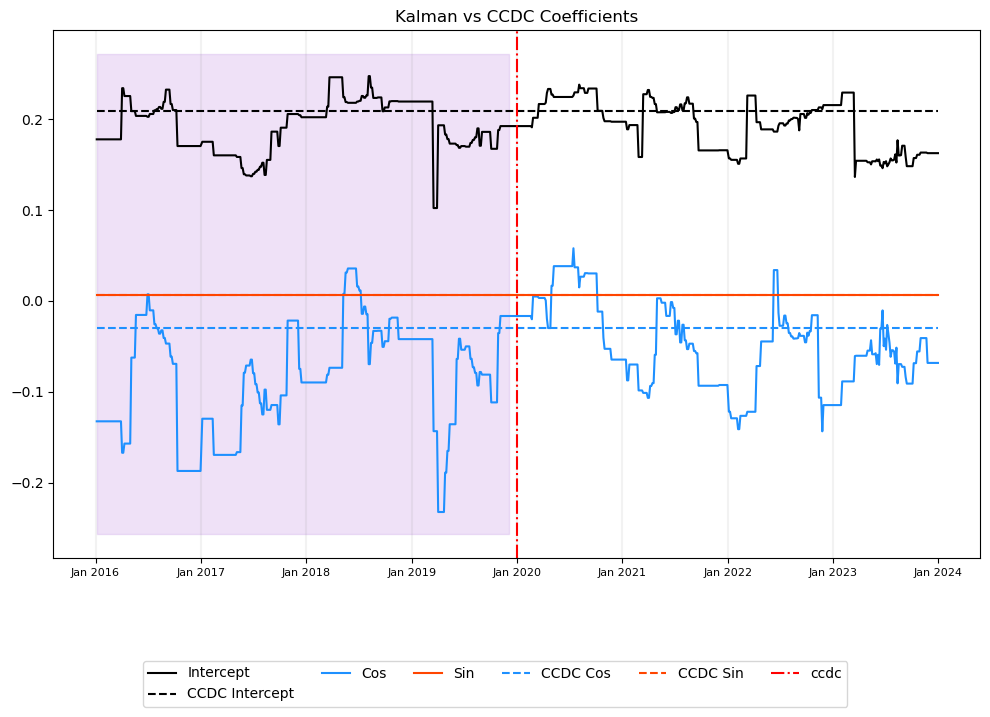 Kalman vs CCDC Coefficients
0.2
0.1
0.0
−0.1
−0.2
Jan 2016 Jan 2017 Jan 2018 Jan 2019 Jan 2020 Jan 2021 Jan 2022 Jan 2023 Jan 2024
Intercept Cos Sin CCDC Cos CCDC Sin ccdc
CCDC Intercept